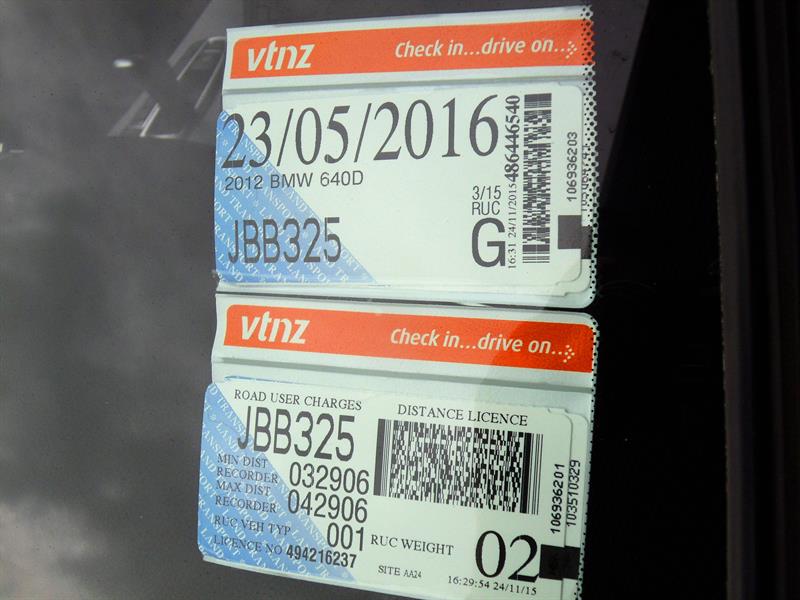 vtnz Check in...drive on...
23/05/2016
2012 BMW 640D
JBB325
3/15
RUC
G
16:31 24/11/2015 486446540
106936203
vtnz Check in...drive on...
ROAD USER CHARGES
JBB325
DISTANCE LICENCE
MIN DIST
RECORDER 032906
MAX DIST
RECORDER 042906
RUC VEH TYP 001
LICENCE NO 494216237
RUC WEIGHT 02
SITE AA24
16:29:54 24/11/15
106936201
103510329